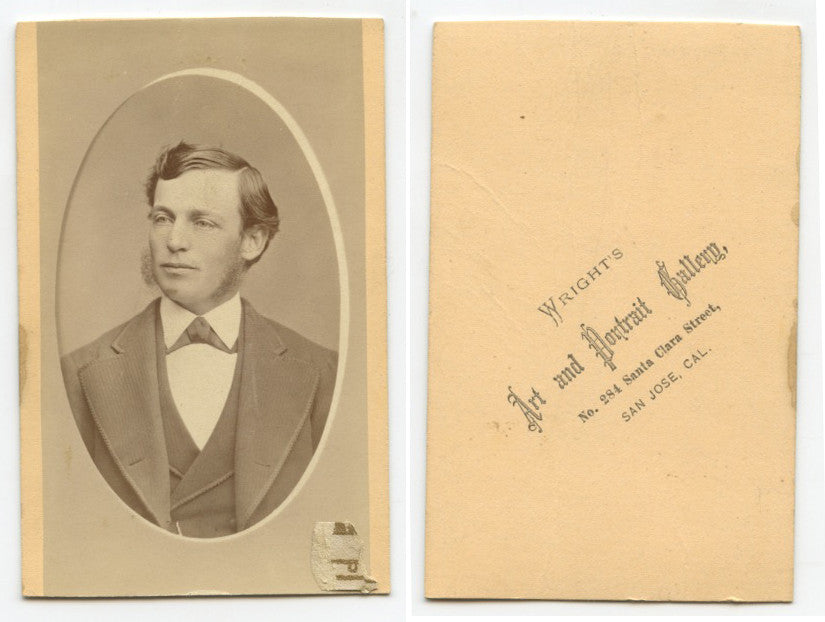 WRIGHT'S
Art and Portrait Gallery,
No. 284 Santa Clara Street,
SAN JOSE, CAL.